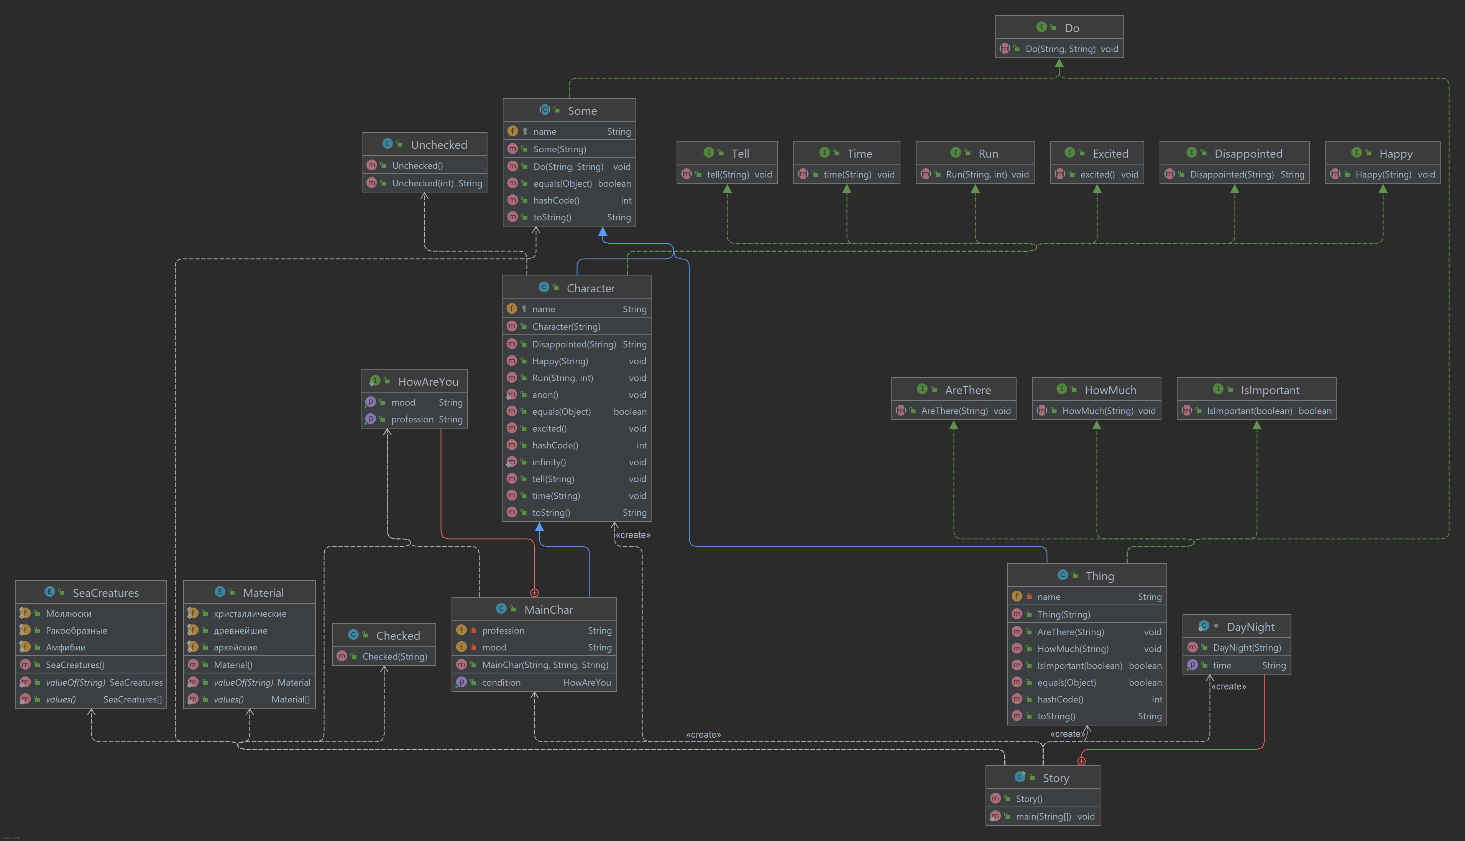 Do
Do(String, String) void
Some
name String
Some(String)
Do(String, String) void
equals(Object) boolean
hashCode() int
toString() String
Unchecked
Unchecked()
Unchecked(int) String
Tell
tell(String) void
Time
time(String) void
Run
Run(String, int) void
Excited
excited() void
Disappointed
Disappointed(String) String
Happy
Happy(String) void
Character
name String
Character(String)
Disappointed(String) String
Happy(String) void
Run(String, int) void
anon() void
equals(Object) boolean
excited() void
hashCode() int
infinity() void
tell(String) void
time(String) void
toString() String
«create»
HowAreYou
mood String
profession String
AreThere
AreThere(String) void
HowMuch
HowMuch(String) void
IsImportant
IsImportant(boolean) boolean
SeaCreatures
Моллюски
Ракообразные
Амфибии
SeaCreatures()
valueOf(String) SeaCreatures
values() SeaCreatures[]
Material
кристаллические
древнейшие
архейские
Material()
valueOf(String) Material
values() Material[]
Checked
Checked(String)
MainChar
profession String
mood String
MainChar(String, String, String)
condition HowAreYou
Thing
name String
Thing(String)
AreThere(String) void
HowMuch(String) void
IsImportant(boolean) boolean
equals(Object) boolean
hashCode() int
toString() String
DayNight
DayNight(String)
time String
«create»
«create»
«create»
Story
Story()
main(String[]) void